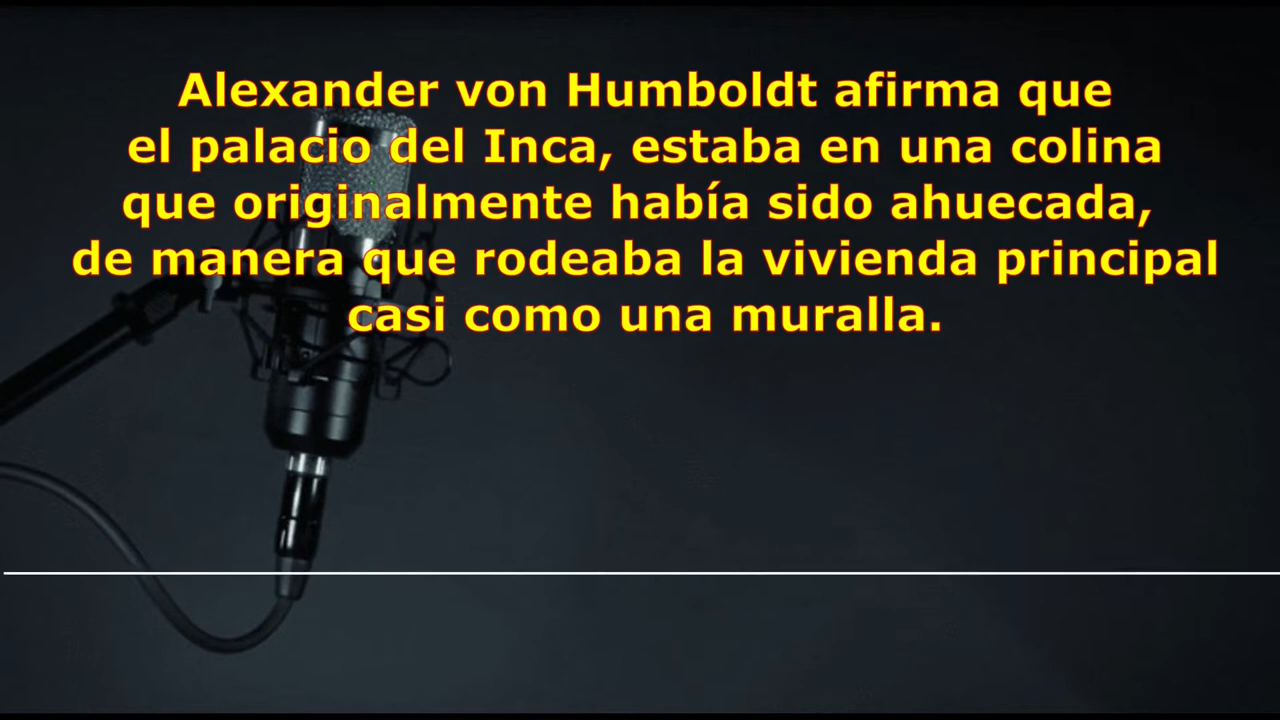 Alexander von Humboldt afirma que
el palacio del Inca, estaba en una colina
que originalmente había sido ahuecada,
de manera que rodeaba la vivienda principal
casi como una muralla.